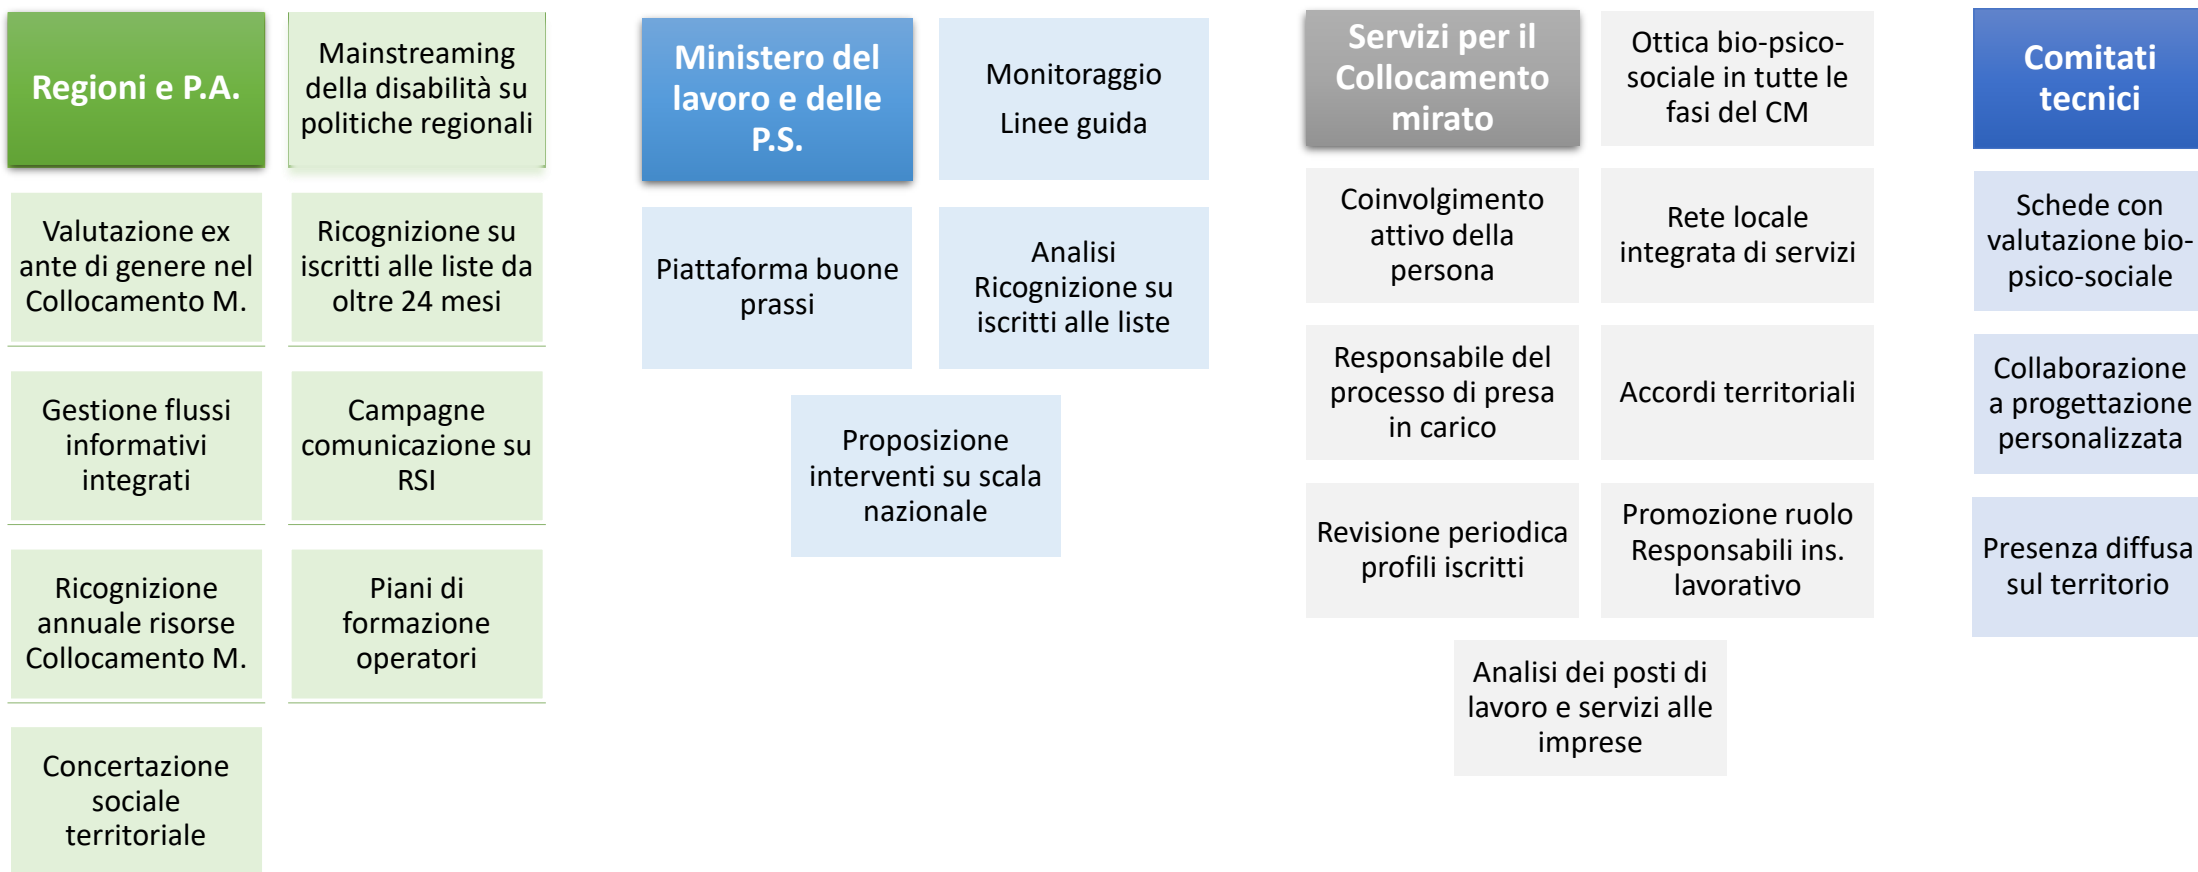 Regioni e P.A.
Mainstreaming
della disabilità su
politiche regionali
Valutazione ex
ante di genere nel
Collocamento M.
Ricognizione su
iscritti alle liste da
oltre 24 mesi
Gestione flussi
informativi
integrati
Campagne
comunicazione su
RSI
Ricognizione
annuale risorse
Collocamento M.
Piani di
formazione
operatori
Concertazione
sociale
territoriale
Ministero del
lavoro e delle
P.S.
Monitoraggio
Linee guida
Piattaforma buone
prassi
Analisi
Ricognizione su
iscritti alle liste
Proposizione
interventi su scala
nazionale
Servizi per il
Collocamento
mirato
Ottica bio-psico-
sociale in tutte le
fasi del CM
Coinvolgimento
attivo della
persona
Rete locale
integrata di servizi
Responsabile del
processo di presa
in carico
Accordi territoriali
Revisione periodica
profili iscritti
Promozione ruolo
Responsabili ins.
lavorativo
Analisi dei posti di
lavoro e servizi alle
imprese
Comitati
tecnici
Schede con
valutazione bio-
psico-sociale
Collaborazione
a progettazione
personalizzata
Presenza diffusa
sul territorio